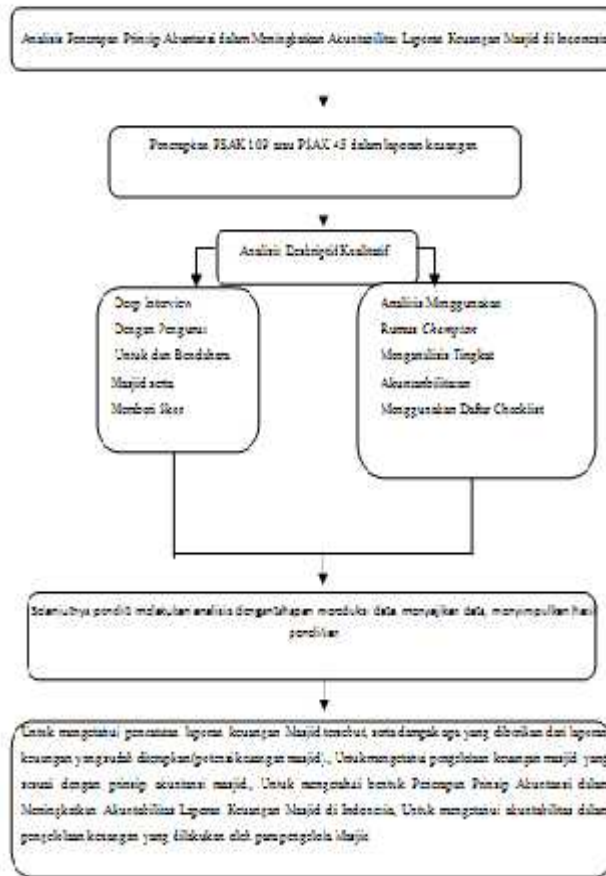 Analisis Penerapan Prinsip Akuntansi dalam Meningkatkan Akuntabilitas Laporan Keuangan Masjid di Indonesia
Penerapkan PSAK 109 atau PSAK 45 dalam laporan keuangan
Analisis Deskriptif Kualitatif
Deep Interview
Dengan Pengurus
Untuk dan Bendahara
Masjid serta
Memberi Skor
Analisis Menggunakan
Rumus Champion
Menganilisis Tingkat
Akuntanbilitasan
Menggunakan Daftar Checklist
Selanjutnya peneliti melakukan analisis dengan tahapan mereduksi data, menyajikan data, menyimpulkan hasil
penelitian
Untuk mengetahui pencatatan laporan keuangan Masjid tersebut, serta dampak apa yang diberikan dari laporan
keuangan yang sudah diterapkan(potensi keuangan masjid)., Untuk mengetahui pengelolaan keuangan masjid yang
sesuai dengan prinsip akuntansi masjid., Untuk mengetahui bentuk Penerapan Prinsip Akuntansi dalam
Meningkatkan Akuntabilitas Laporan Keuangan Masjid di Indonesia, Untuk mengetahui akuntabilitas dalam
pengelolaan keuangan yang dilakukan oleh para pengelola Masjid